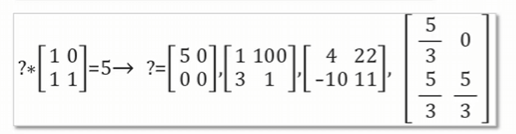 ?*[1 0; 1 1]=5→ ?=[5 0; 0 0],[1 100; 3 1],[4 22; -10 11],[5/3 0; 5/3 5/3]